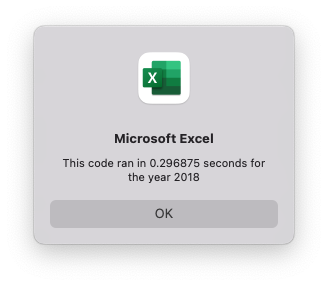 X
Microsoft Excel
This code ran in 0.296875 seconds for
the year 2018
OK